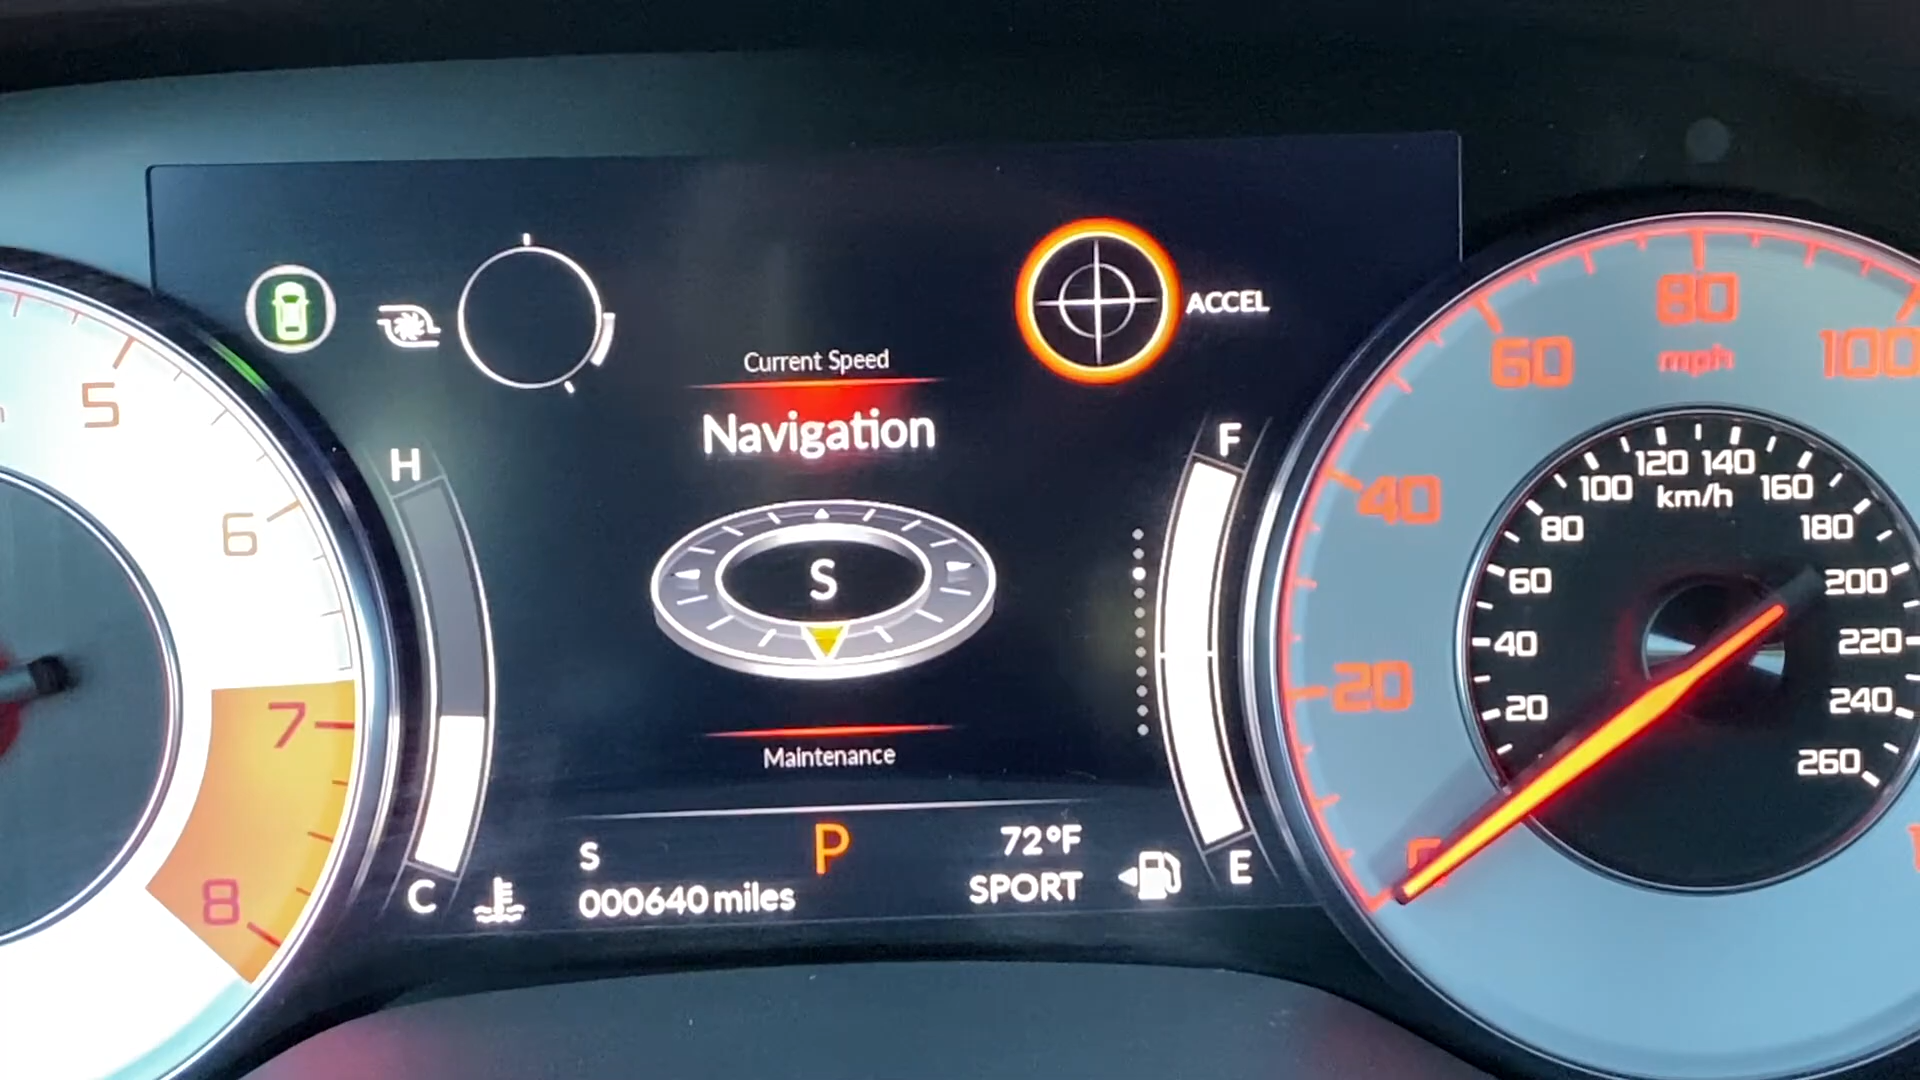 5
6
7
8
H
C
Current Speed
Navigation
S
Maintenance
S
P
72°F
000640 miles
SPORT
ACCEL
F
E
20
40
60
80
100
mph
20
40
60
80
100
120
140
160
180
200
220
240
260
km/h